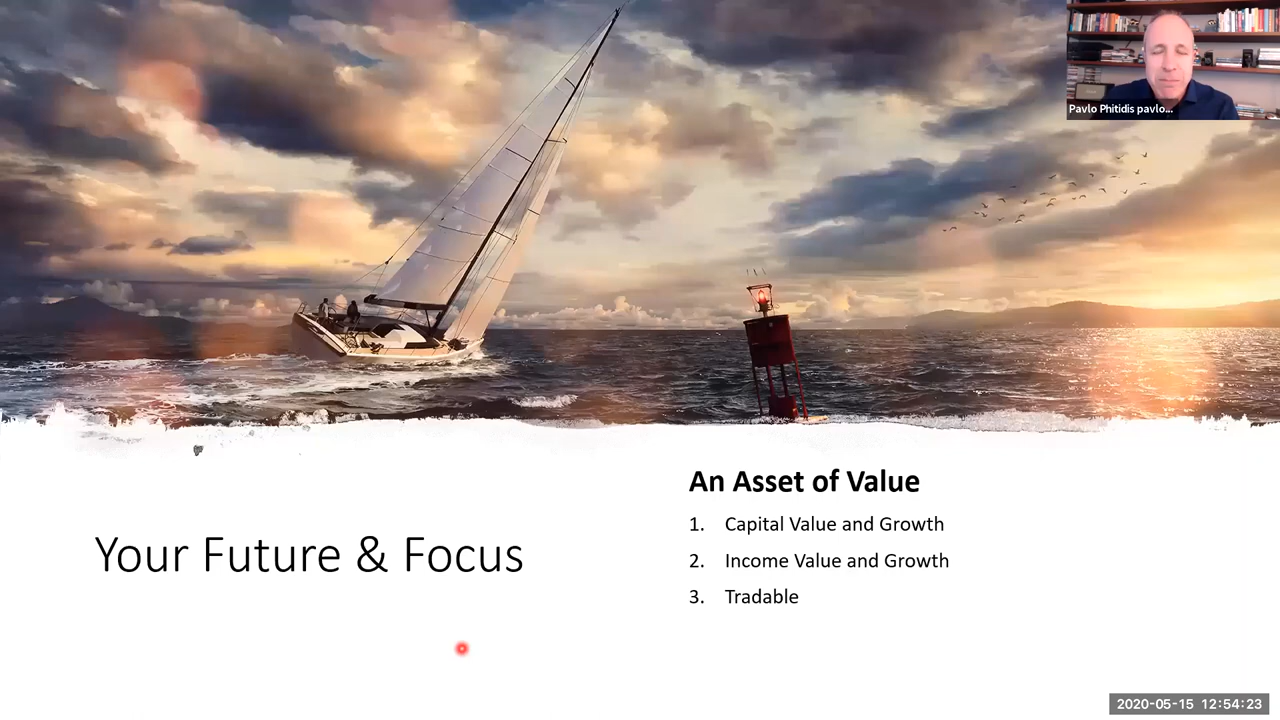 Pavlo Phitidis pavlo...
An Asset of Value
1. Capital Value and Growth
2. Income Value and Growth
3. Tradable
Your Future & Focus
2020-05-15 12:54:23